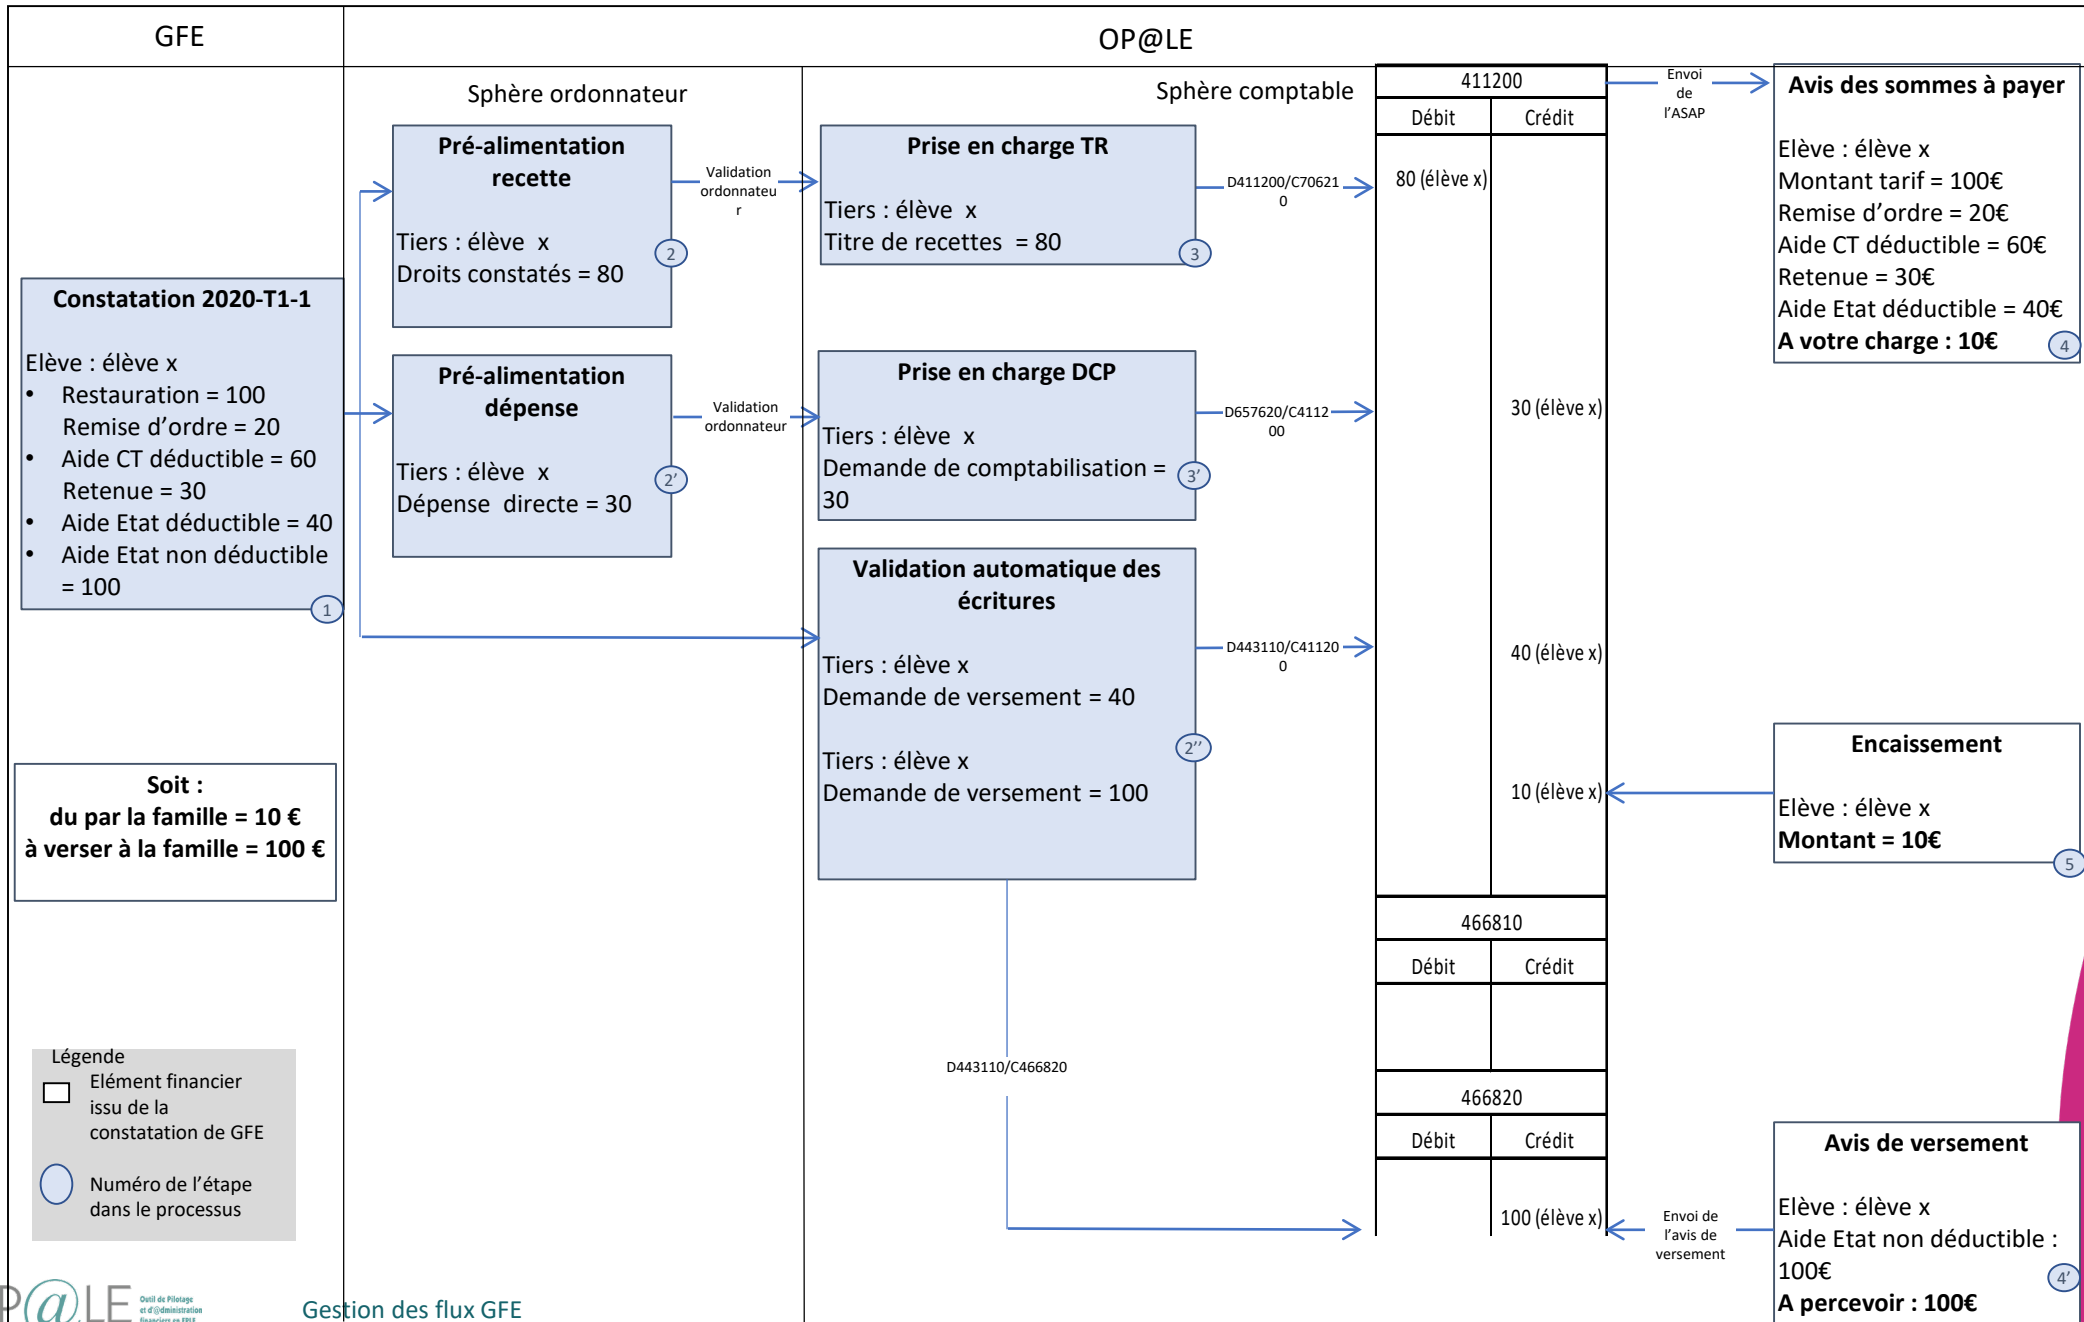 GFE
OP@LE
Sphère ordonnateur
Sphère comptable
Constatation 2020-T1-1
Elève : élève x
• Restauration = 100
Remise d'ordre = 20
• Aide CT déductible = 60
Retenue = 30
• Aide Etat déductible = 40
• Aide Etat non déductible
= 100
1
Soit :
du par la famille = 10 €
à verser à la famille = 100 €
Légende
Elément financier
issu de la
constatation de GFE
Numéro de l'étape
dans le processus
Pré-alimentation
recette
Tiers : élève x
Droits constatés = 80
2
Validation
ordonnateu
r
Pré-alimentation
dépense
Tiers : élève x
Dépense directe = 30
2'
Validation
ordonnateur
Prise en charge TR
Tiers : élève x
Titre de recettes = 80
3
D411200/C70621
0
Prise en charge DCP
Tiers : élève x
Demande de comptabilisation =
30
3'
D657620/C4112
00
Validation automatique des
écritures
Tiers : élève x
Demande de versement = 40
Tiers : élève x
Demande de versement = 100
2''
D443110/C41120
0
D443110/C466820
411200
Débit Crédit
80 (élève x)
30 (élève x)
40 (élève x)
10 (élève x)
466810
Débit Crédit
466820
Débit Crédit
100 (élève x)
Envoi
de
l'ASAP
Avis des sommes à payer
Elève : élève x
Montant tarif = 100€
Remise d'ordre = 20€
Aide CT déductible = 60€
Retenue = 30€
Aide Etat déductible = 40€
A votre charge : 10€
4
Encaissement
Elève : élève x
Montant = 10€
5
Envoi de
l'avis de
versement
Avis de versement
Elève : élève x
Aide Etat non déductible :
100€
A percevoir : 100€
4'
P@LE
Outil de Pilotage
et d'@dministration
financiers en EPLE
Gestion des flux GFE